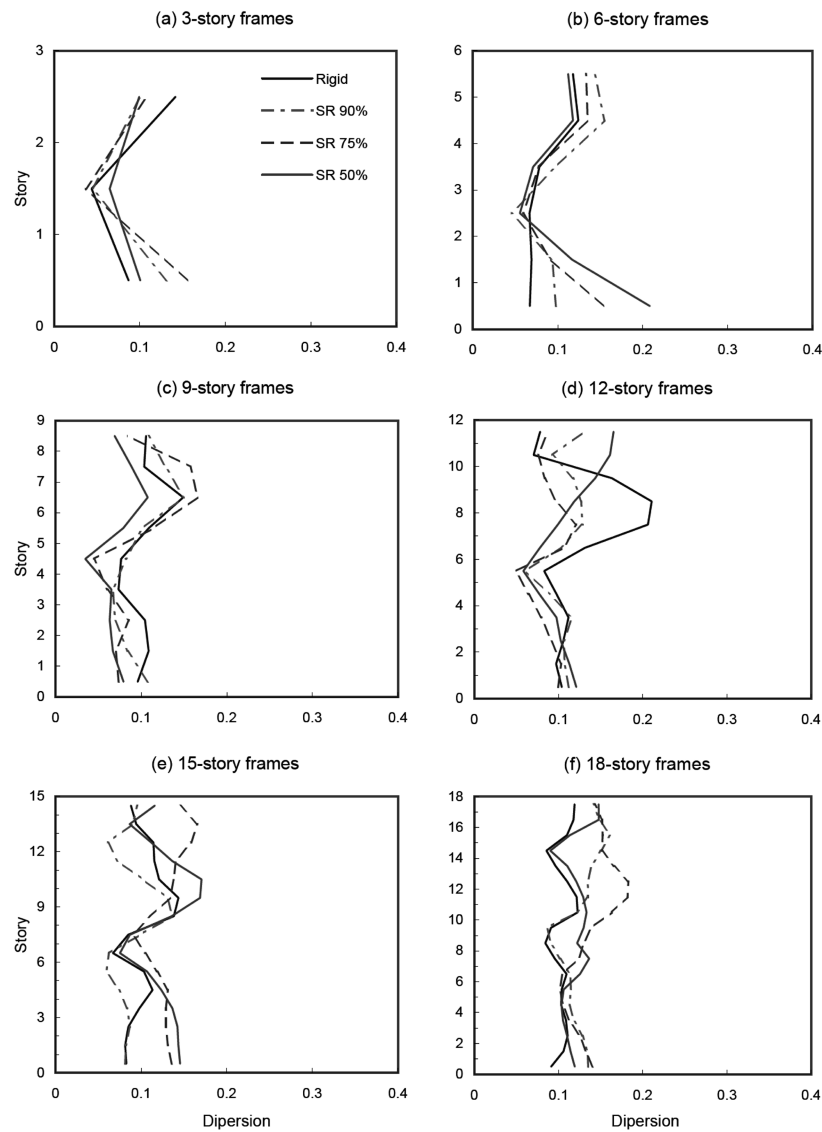 (a) 3-story frames
(b) 6-story frames
3
2
1
0
Story
Rigid
SR 90%
SR 75%
SR 50%
0 0.1 0.2 0.3 0.4
6
5
4
3
2
1
0
0 0.1 0.2 0.3 0.4
(c) 9-story frames
(d) 12-story frames
9
8
7
6
5
4
3
2
1
0
Story
0 0.1 0.2 0.3 0.4
12
10
8
6
4
2
0
0 0.1 0.2 0.3 0.4
(e) 15-story frames
(f) 18-story frames
15
12
9
6
3
0
Story
0 0.1 0.2 0.3 0.4
Dipersion
18
16
14
12
10
8
6
4
2
0
0 0.1 0.2 0.3 0.4
Dipersion